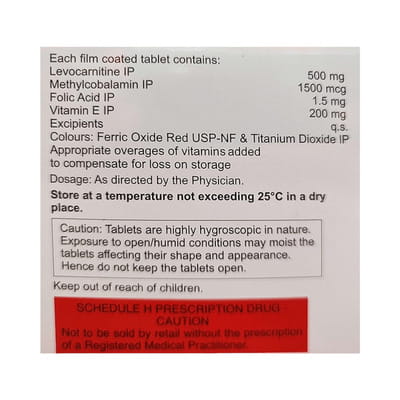 Each film coated tablet contains:
Levocarnitine IP 500 mg
Methylcobalamin IP 1500 mcg
Folic Acid IP 1.5 mg
Vitamin E IP 200 mg
Excipients q.s.
Colours: Ferric Oxide Red USP-NF & Titanium Dioxide IP
Appropriate overages of vitamins added
to compensate for loss on storage
Dosage: As directed by the Physician.
Store at a temperature not exceeding 25°C in a dry
place.
Caution: Tablets are highly hygroscopic in nature.
Exposure to open/humid conditions may moist the
tablets affecting their shape and appearance.
Hence do not keep the tablets open.
Keep out of reach of children.
SCHEDULE H PRESCRIPTION DRUG -
CAUTION
Not to be sold by retail without the prescription
of a Registered Medical Practitioner.